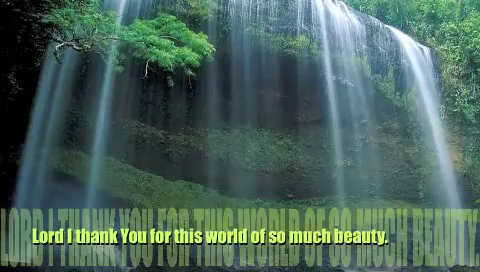 LORD I THANK YOU FOR THIS WORLD OF SO MUCH BEAUTY.
Lord I thank You for this world of so much beauty.